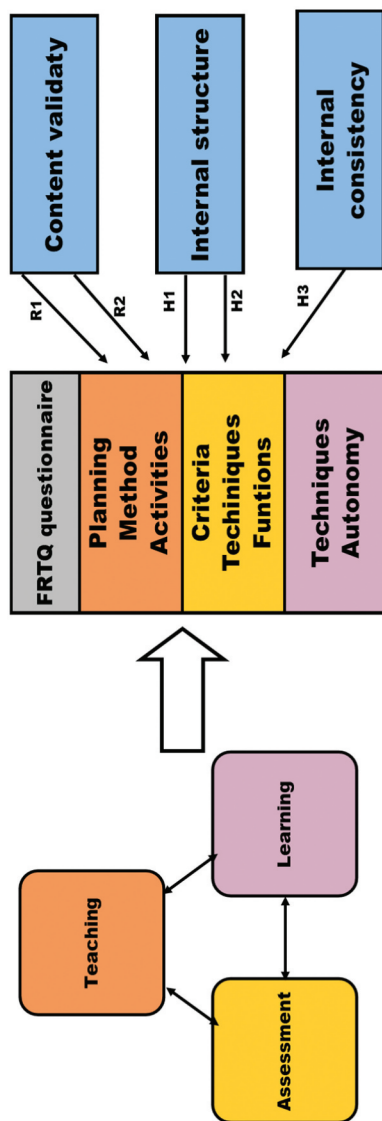 Teaching
Assessment
Learning
FRTQ questionnaire
Planning
Method
Activities
Criteria
Techiniques
Funtions
Techniques
Autonomy
R1
R2
H1
H2
H3
Content validaty
Internal structure
Internal
consistency